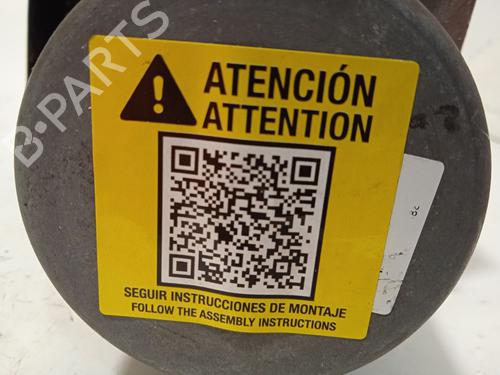 B-PARTS
ATENCIÓN
ATTENTION
SEGUIR INSTRUCCIONES DE MONTAJE
FOLLOW THE ASSEMBLY INSTRUCTIONS